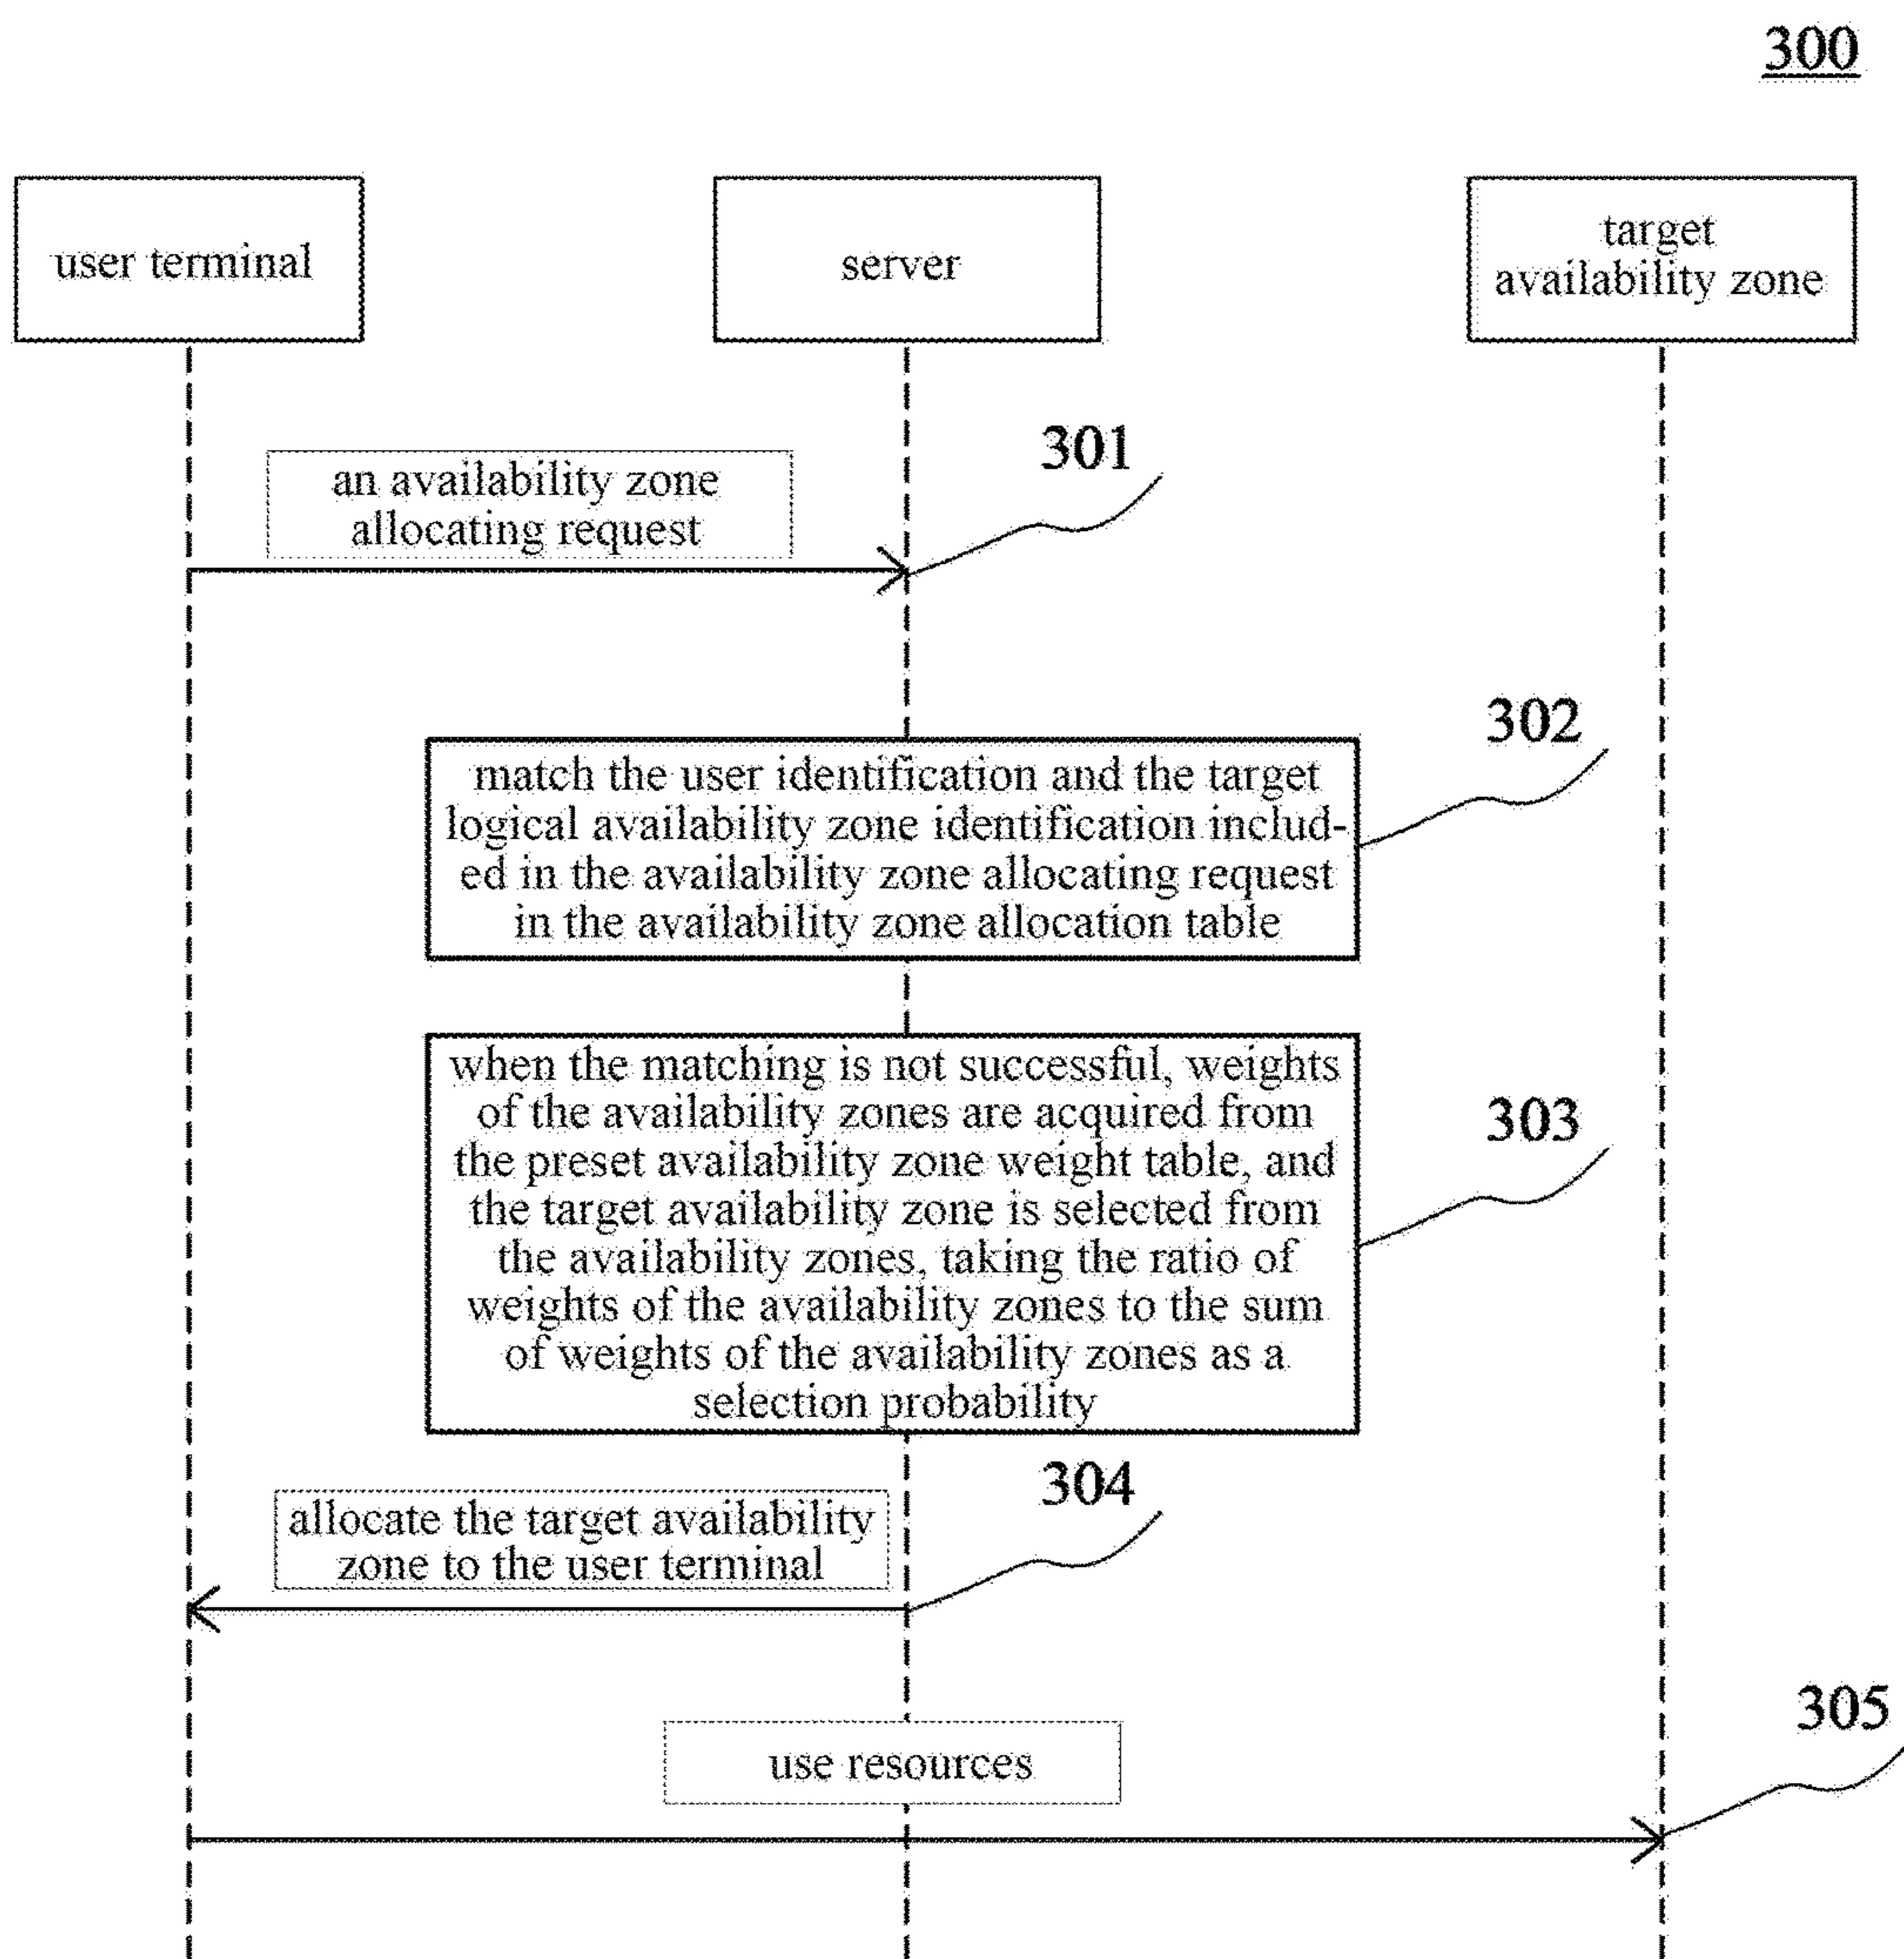 300
user terminal
server
target
availability zone
301
an availability zone
allocating request
302
match the user identification and the target
logical availability zone identification includ-
ed in the availability zone allocating request
in the availability zone allocation table
303
when the matching is not successful, weights
of the availability zones are acquired from
the preset availability zone weight table, and
the target availability zone is selected from
the availability zones, taking the ratio of
weights of the availability zones to the sum
of weights of the availability zones as a
selection probability
304
allocate the target availability
zone to the user terminal
305
use resources